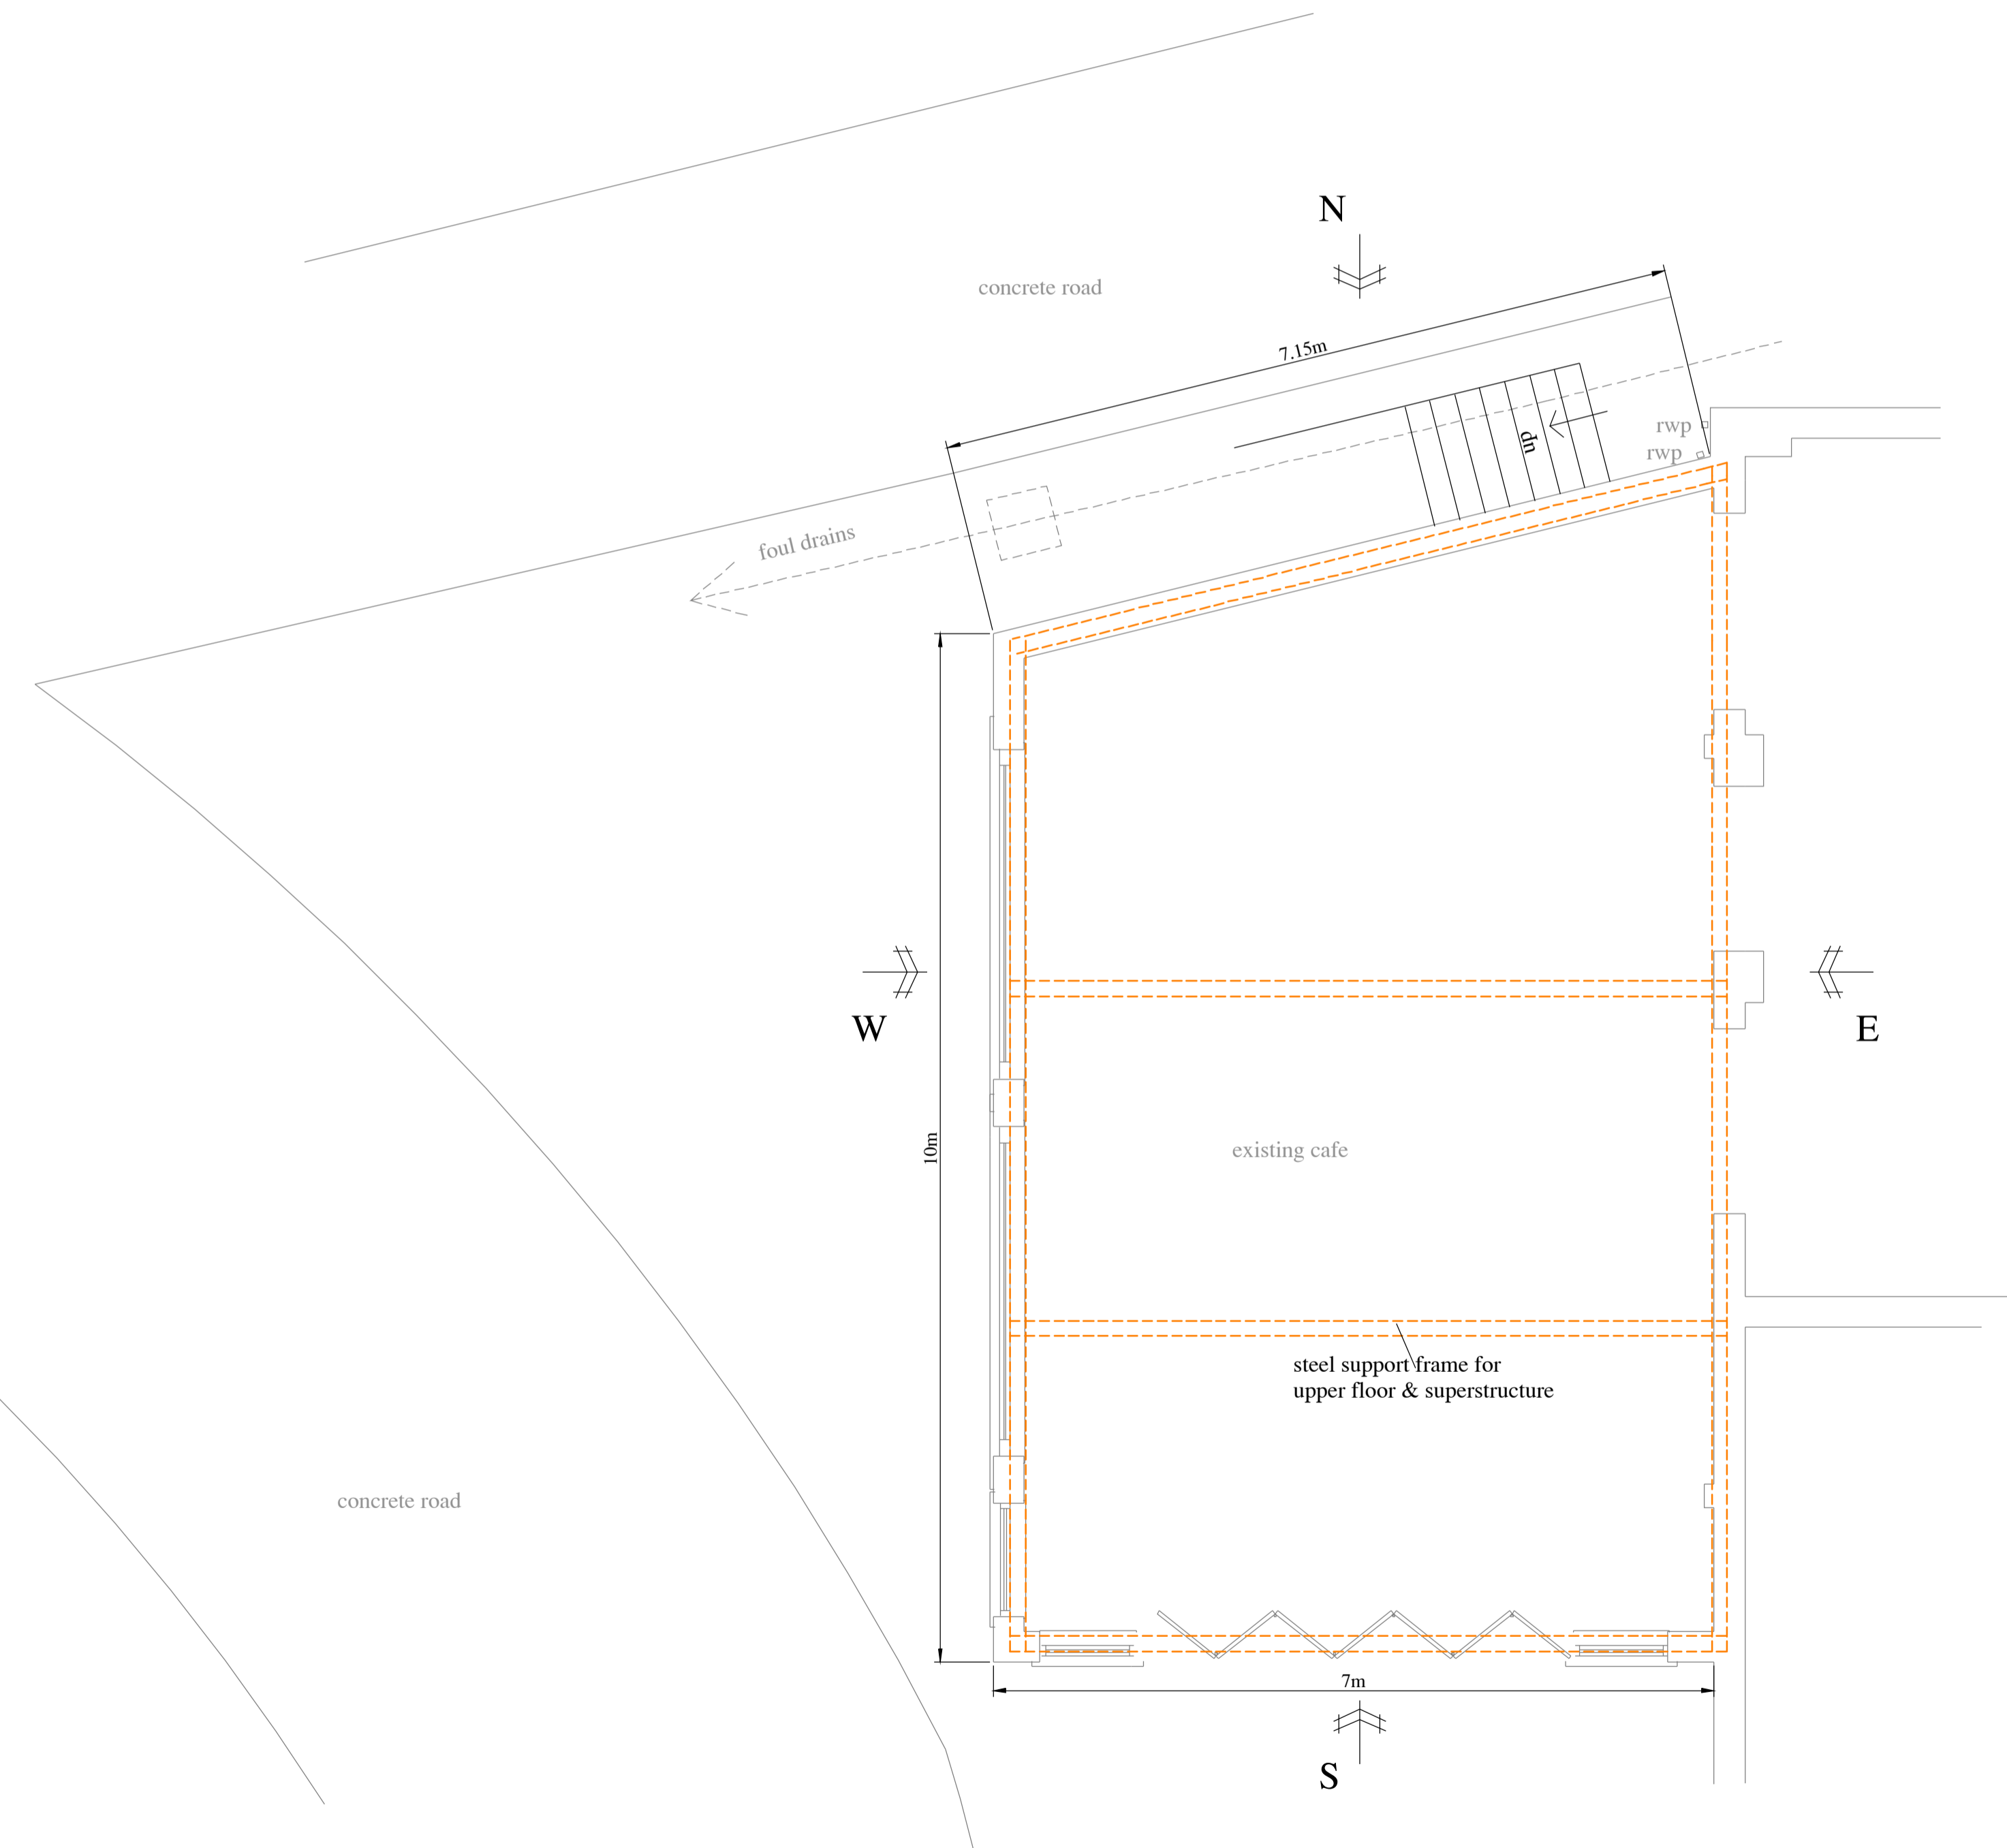 N
concrete road
7.15m
rwp
dn
rwp
foul drains
W
E
10m
existing cafe
steel support frame for
upper floor & superstructure
concrete road
7m
S